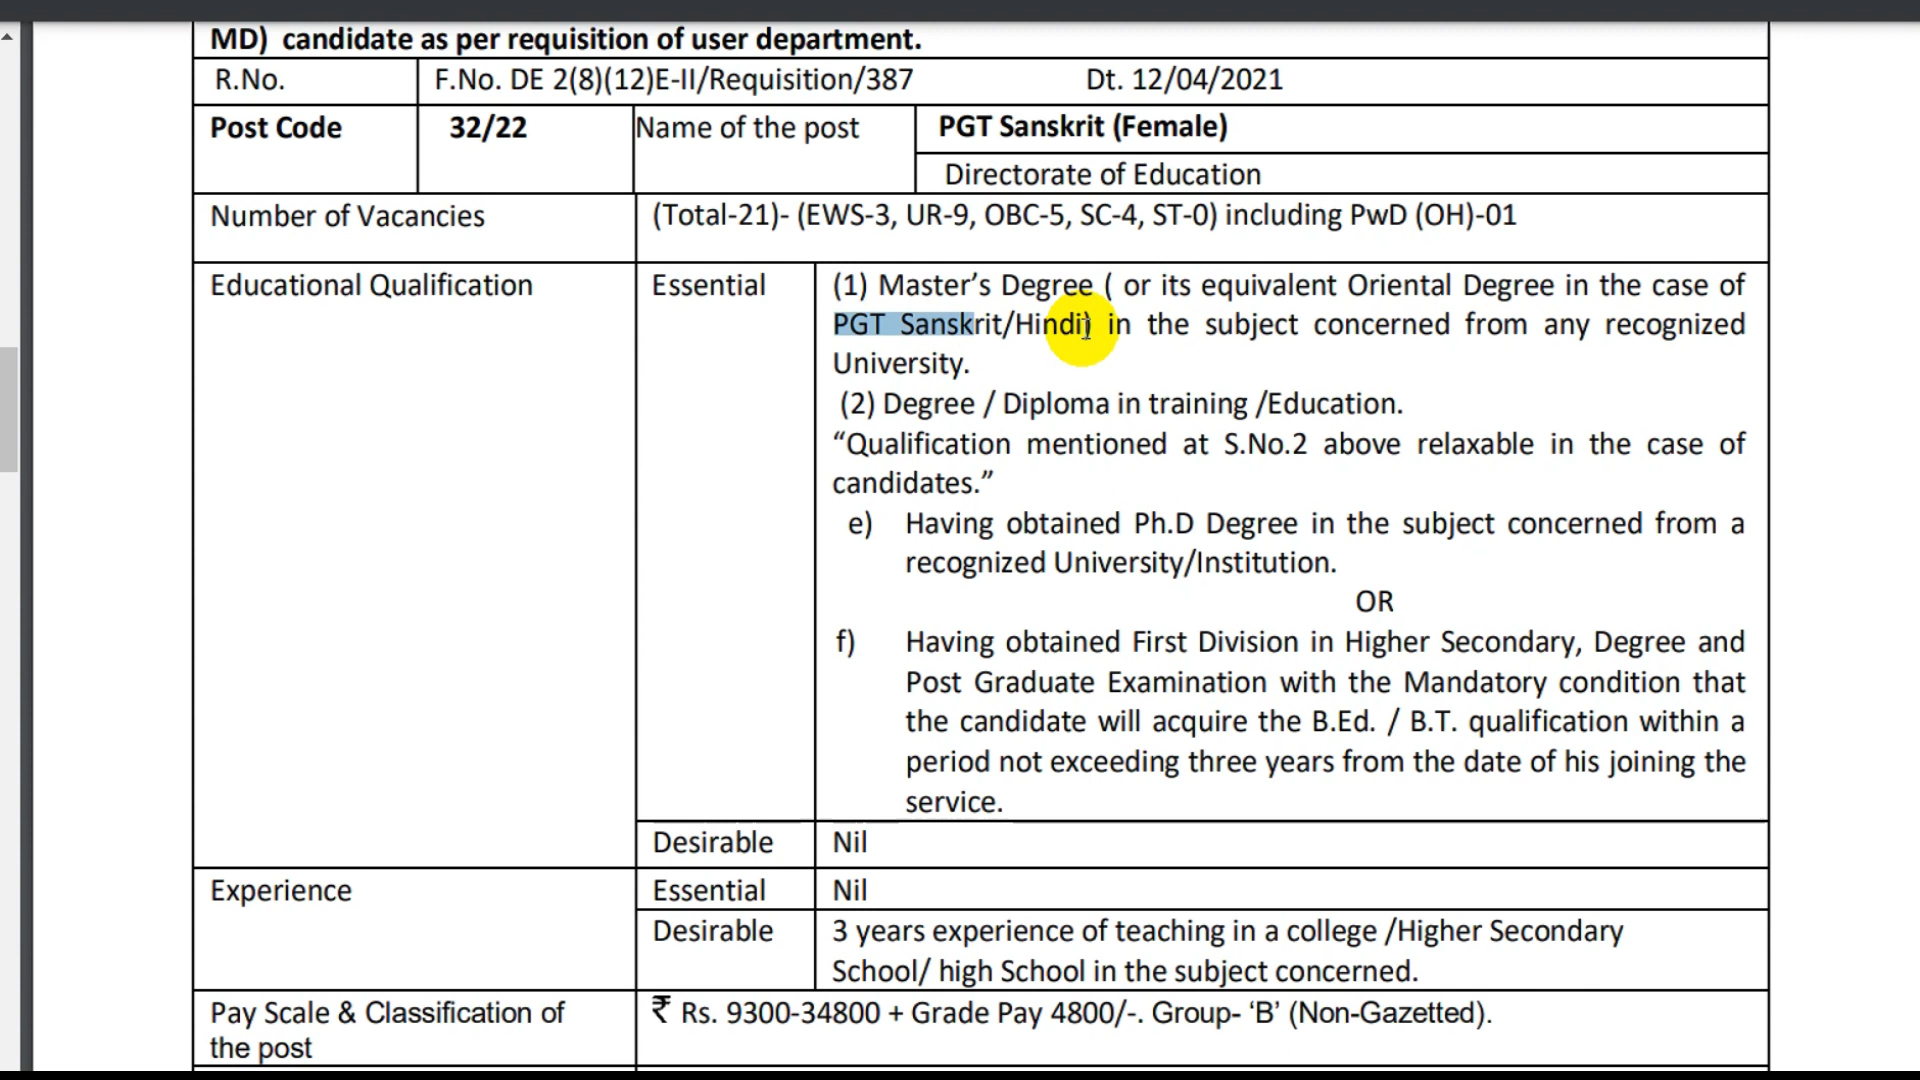 MD) candidate as per requisition of user department.
R.No. F.No. DE 2(8)(12)E-II/Requisition/387 Dt. 12/04/2021
Post Code 32/22 Name of the post PGT Sanskrit (Female)
Directorate of Education
Number of Vacancies (Total-21)- (EWS-3, UR-9, OBC-5, SC-4, ST-0) including PwD (OH)-01
Educational Qualification Essential (1) Master’s Degree ( or its equivalent Oriental Degree in the case of
PGT Sanskrit/Hindi) in the subject concerned from any recognized
University.
(2) Degree / Diploma in training /Education.
“Qualification mentioned at S.No.2 above relaxable in the case of
candidates.”
e) Having obtained Ph.D Degree in the subject concerned from a
recognized University/Institution.
OR
f) Having obtained First Division in Higher Secondary, Degree and
Post Graduate Examination with the Mandatory condition that
the candidate will acquire the B.Ed. / B.T. qualification within a
period not exceeding three years from the date of his joining the
service.
Desirable Nil
Experience Essential Nil
Desirable 3 years experience of teaching in a college /Higher Secondary
School/ high School in the subject concerned.
Pay Scale & Classification of ₹ Rs. 9300-34800 + Grade Pay 4800/-. Group- ‘B’ (Non-Gazetted).
the post